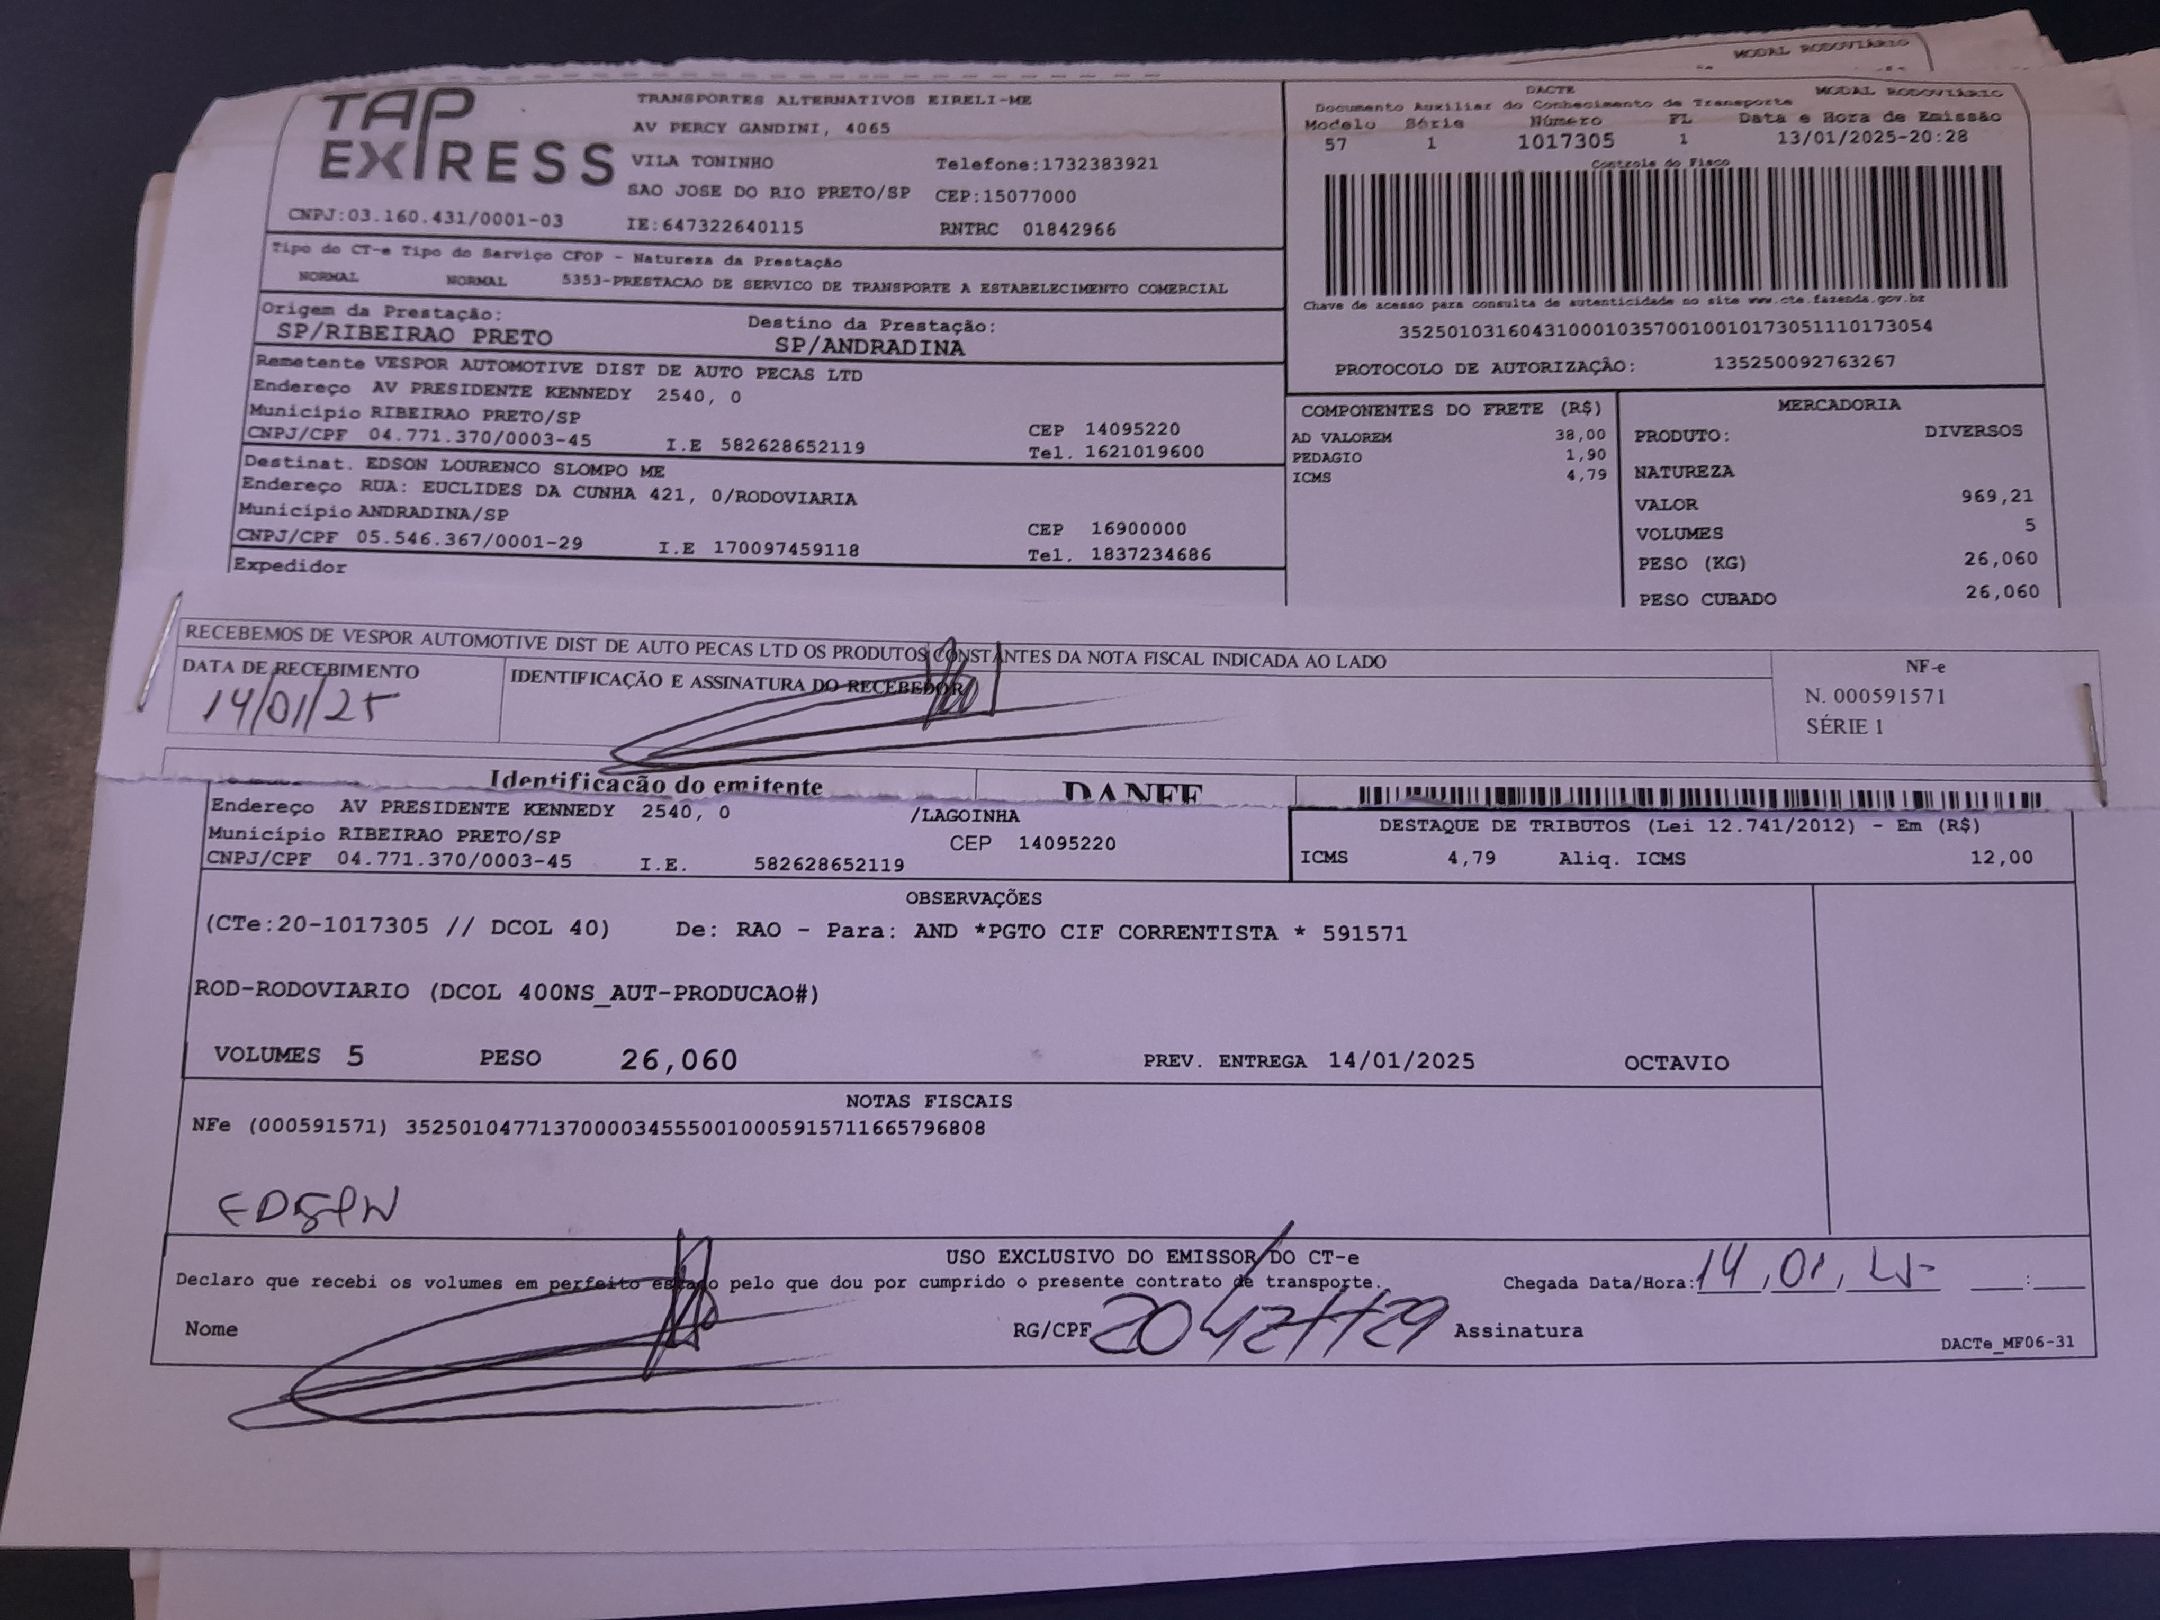 MODAL RODOVIÁRIO
TAP EXPRESS
TRANSPORTES ALTERNATIVOS EIRELI-ME
AV PERCY GANDINI, 4065
VILA TONINHO Telefone:1732383921
SAO JOSE DO RIO PRETO/SP CEP:15077000
CNPJ:03.160.431/0001-03 IE:647322640115 RNTRC 01842966
DACTE MODAL RODOVIÁRIO
Documento Auxiliar do Conhecimento de Transporte
Modelo Série Número FL Data e Hora de Emissão
57 1 1017305 1 13/01/2025-20:28
Controle do Fisco
Chave de acesso para consulta de autenticidade no site www.cte.fazenda.gov.br
35250103160431000103570010010173051110173054
PROTOCOLO DE AUTORIZAÇÃO: 135250092763267
Tipo do CT-e Tipo do Serviço CFOP - Natureza da Prestação
NORMAL NORMAL 5353-PRESTACAO DE SERVICO DE TRANSPORTE A ESTABELECIMENTO COMERCIAL
Origem da Prestação: Destino da Prestação:
SP/RIBEIRAO PRETO SP/ANDRADINA
Remetente VESPOR AUTOMOTIVE DIST DE AUTO PECAS LTD
Endereço AV PRESIDENTE KENNEDY 2540, 0
Município RIBEIRAO PRETO/SP CEP 14095220
CNPJ/CPF 04.771.370/0003-45 I.E 582628652119 Tel. 1621019600
Destinat. EDSON LOURENCO SLOMPO ME
Endereço RUA: EUCLIDES DA CUNHA 421, 0/RODOVIARIA
Município ANDRADINA/SP CEP 16900000
CNPJ/CPF 05.546.367/0001-29 I.E 170097459118 Tel. 1837234686
Expedidor
COMPONENTES DO FRETE (R$)
AD VALOREM 38,00
PEDAGIO 1,90
ICMS 4,79
MERCADORIA
PRODUTO: DIVERSOS
NATUREZA
VALOR 969,21
VOLUMES 5
PESO (KG) 26,060
PESO CUBADO 26,060
RECEBEMOS DE VESPOR AUTOMOTIVE DIST DE AUTO PECAS LTD OS PRODUTOS CONSTANTES DA NOTA FISCAL INDICADA AO LADO
DATA DE RECEBIMENTO IDENTIFICAÇÃO E ASSINATURA DO RECEBEDOR
14/01/25
NF-e
N. 000591571
SÉRIE 1
Identificação do emitente DANFE
Endereço AV PRESIDENTE KENNEDY 2540, 0 /LAGOINHA
Município RIBEIRAO PRETO/SP CEP 14095220
CNPJ/CPF 04.771.370/0003-45 I.E. 582628652119
DESTAQUE DE TRIBUTOS (Lei 12.741/2012) - Em (R$)
ICMS 4,79 Aliq. ICMS 12,00
OBSERVAÇÕES
(CTe:20-1017305 // DCOL 40) De: RAO - Para: AND *PGTO CIF CORRENTISTA * 591571
ROD-RODOVIARIO (DCOL 400NS_AUT-PRODUCAO#)
VOLUMES 5 PESO 26,060 PREV. ENTREGA 14/01/2025 OCTAVIO
NOTAS FISCAIS
NFe (000591571) 35250104771370000345550010005915711665796808
EDSON
USO EXCLUSIVO DO EMISSOR DO CT-e
Declaro que recebi os volumes em perfeito estado pelo que dou por cumprido o presente contrato de transporte. Chegada Data/Hora: 14,01,25 :
Nome RG/CPF Assinatura
DACTe_MF06-31